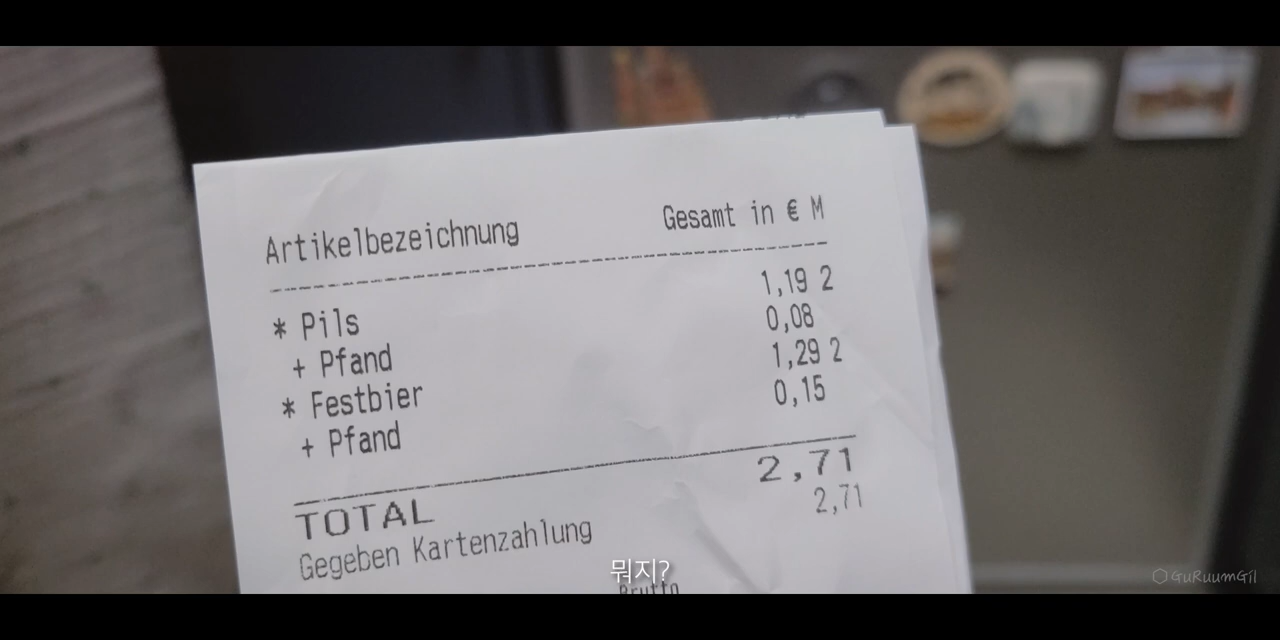 Artikelbezeichnung Gesamt in € M
* Pils 1,19 2
+ Pfand 0,08
* Festbier 1,29 2
+ Pfand 0,15
TOTAL 2,71
Gegeben Kartenzahlung 2,71
Brutto
뭐지?
GuRuumGil